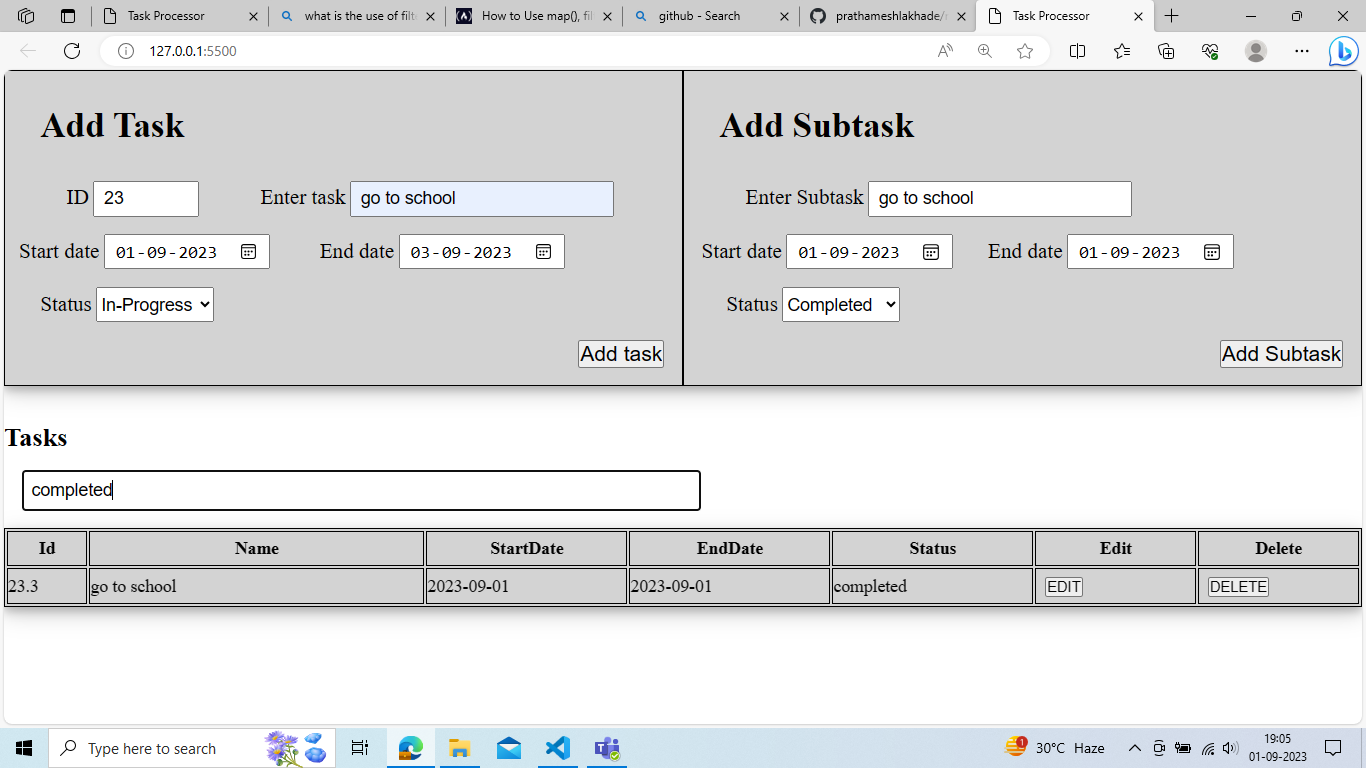 Task Processor
what is the use of filt
How to Use map(), fil
github - Search
prathameshlakhade/
Task Processor
127.0.0.1:5500
Add Task
ID 23 Enter task go to school
Start date 01-09-2023 End date 03-09-2023
Status In-Progress
Add task
Add Subtask
Enter Subtask go to school
Start date 01-09-2023 End date 01-09-2023
Status Completed
Add Subtask
Tasks
completed
Id Name StartDate EndDate Status Edit Delete
23.3 go to school 2023-09-01 2023-09-01 completed EDIT DELETE
Type here to search
1
30°C Haze
19:05
01-09-2023